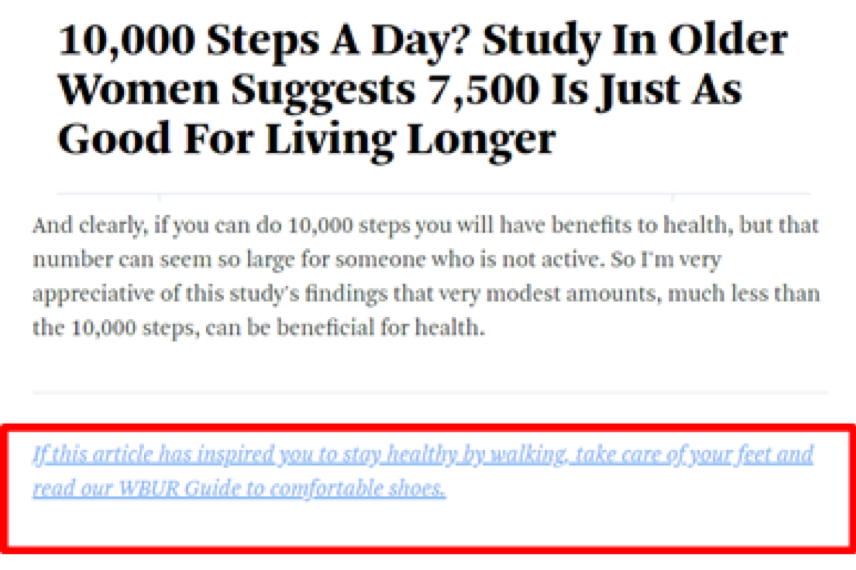 10,000 Steps A Day? Study In Older
Women Suggests 7,500 Is Just As
Good For Living Longer
And clearly, if you can do 10,000 steps you will have benefits to health, but that
number can seem so large for someone who is not active. So I'm very
appreciative of this study's findings that very modest amounts, much less than
the 10,000 steps, can be beneficial for health.
If this article has inspired you to stay healthy by walking, take care of your feet and
read our WBUR Guide to comfortable shoes.